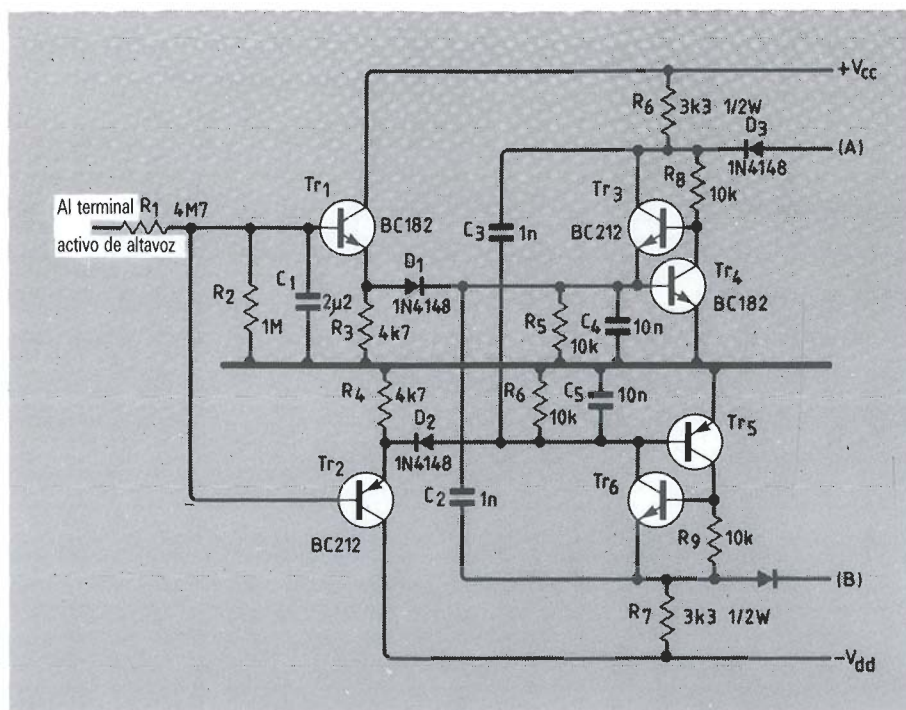 +Vcc
R6 3k3 1/2W
D3
(A)
1N4148
R8
10k
Tr1
Tr3
R1 4M7
Al terminal
activo de altavoz
BC182
BC212
C3 1n
Tr4
BC182
D1
1N4148
C1
2µ2
R2
1M
R3 4k7
R5
10k
C4 10n
R4 4k7
R6
10k
C5 10n
D2
1N4148
Tr5
Tr2
Tr6
C2 1n
BC212
R9 10k
(B)
R7 3k3 1/2W
-Vdd